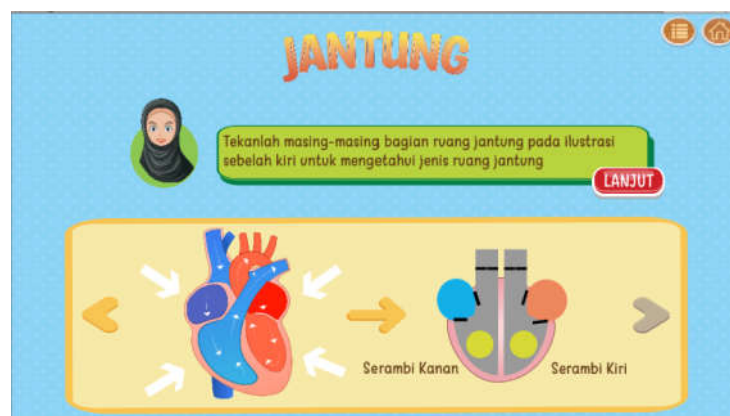 JANTUNG
Tekanlah masing-masing bagian ruang jantung pada ilustrasi
sebelah kiri untuk mengetahui jenis ruang jantung
LANJUT
Serambi Kanan
Serambi Kiri